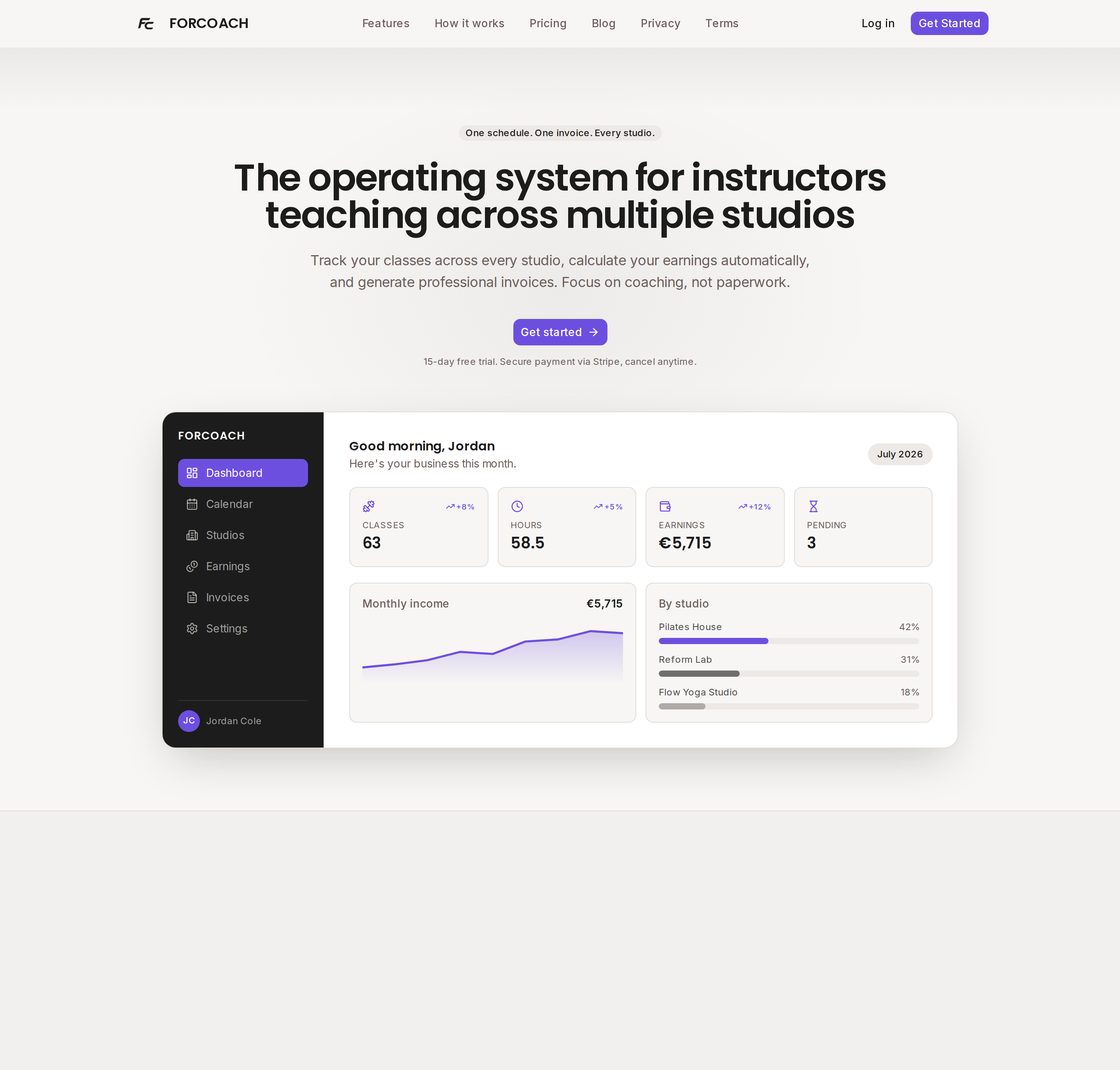 FC FORCOACH
Features How it works Pricing Blog Privacy Terms
Log in Get Started
One schedule. One invoice. Every studio.
The operating system for instructors
teaching across multiple studios
Track your classes across every studio, calculate your earnings automatically,
and generate professional invoices. Focus on coaching, not paperwork.
Get started →
15-day free trial. Secure payment via Stripe, cancel anytime.
FORCOACH
Dashboard
Calendar
Studios
Earnings
Invoices
Settings
JC Jordan Cole
Good morning, Jordan
Here's your business this month.
July 2026
+8%
CLASSES
63
+5%
HOURS
58.5
+12%
EARNINGS
€5,715
PENDING
3
Monthly income €5,715
By studio
Pilates House 42%
Reform Lab 31%
Flow Yoga Studio 18%